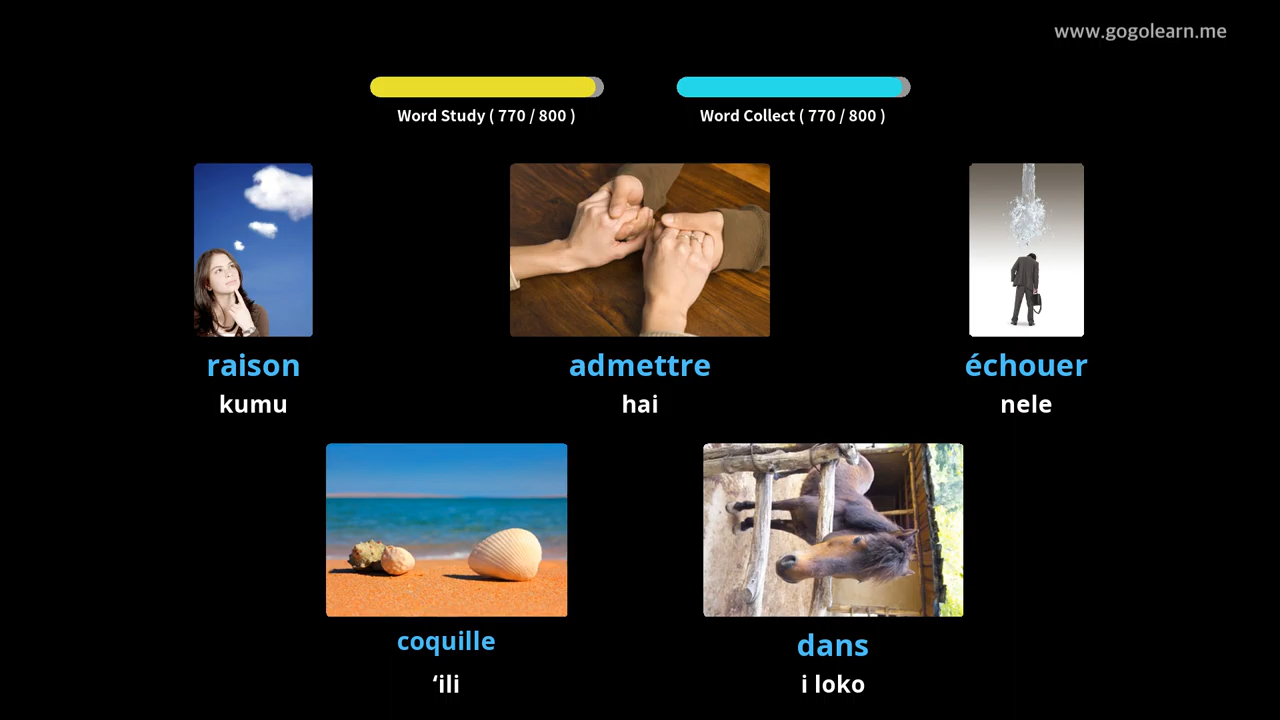 www.gogolearn.me
Word Study ( 770 / 800 )
Word Collect ( 770 / 800 )
raison
kumu
admettre
hai
échouer
nele
coquille
‘ili
dans
i loko